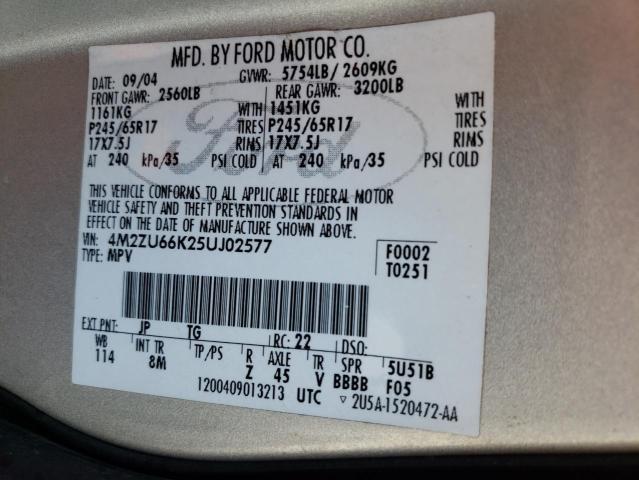 MFD. BY FORD MOTOR CO.
DATE: 09/04 GVWR: 5754LB/ 2609KG
FRONT GAWR: 2560LB REAR GAWR: 3200LB
1161KG 1451KG WITH
P245/65R17 TIRES P245/65R17 TIRES
17X7.5J RIMS 17X7.5J RIMS
AT 240 kPa/35 PSI COLD AT 240 kPa/35 PSI COLD
Ford
THIS VEHICLE CONFORMS TO ALL APPLICABLE FEDERAL MOTOR
VEHICLE SAFETY AND THEFT PREVENTION STANDARDS IN
EFFECT ON THE DATE OF MANUFACTURE SHOWN ABOVE.
VIN: 4M2ZU66K25UJ02577 F0002
TYPE: MPV T0251
EXT PNT: JP TG RC: 22 DSO:
WB INT TR TP/PS R AXLE TR SPR 5U51B
114 8M Z 45 V BBBB F05
1200409013213 UTC ▽ 2U5A-1520472-AA